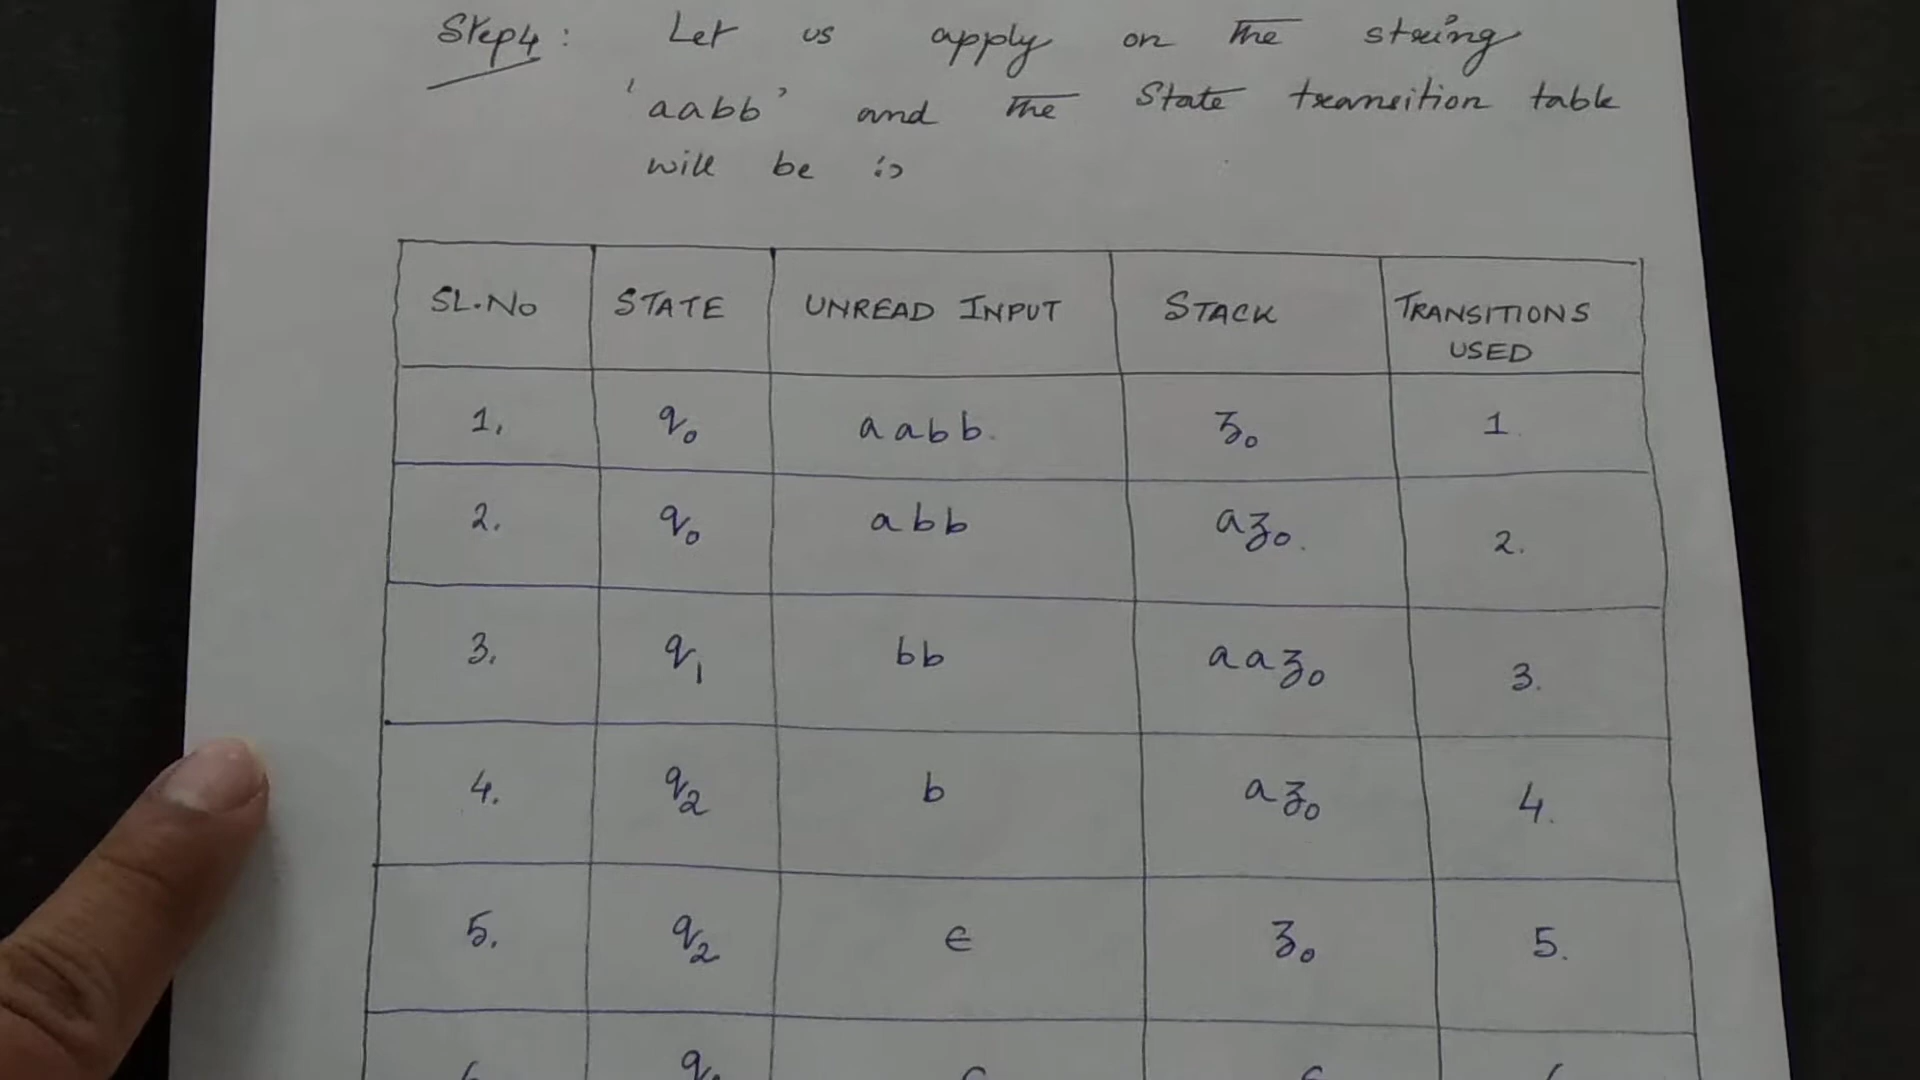 Step4 : Let us apply on the string
'aabb' and the State transition table
will be :>
SL.No STATE UNREAD INPUT STACK TRANSITIONS USED
1. q0 aabb. z0 1.
2. q0 abb az0. 2.
3. q1 bb aaz0 3.
4. q2 b az0 4.
5. q2 ϵ z0 5.